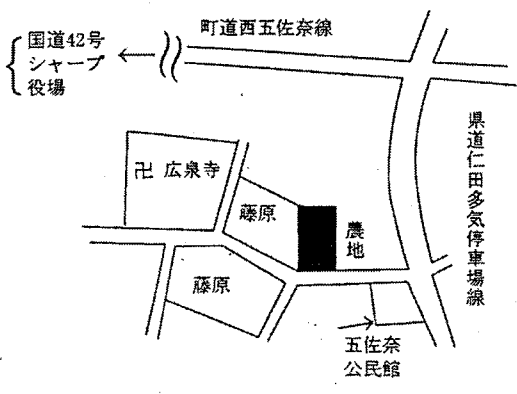 町道西五佐奈線
国道42号
シャープ
役場
県道仁田多気停車場線
卍 広泉寺
藤原
農地
藤原
五佐奈
公民館